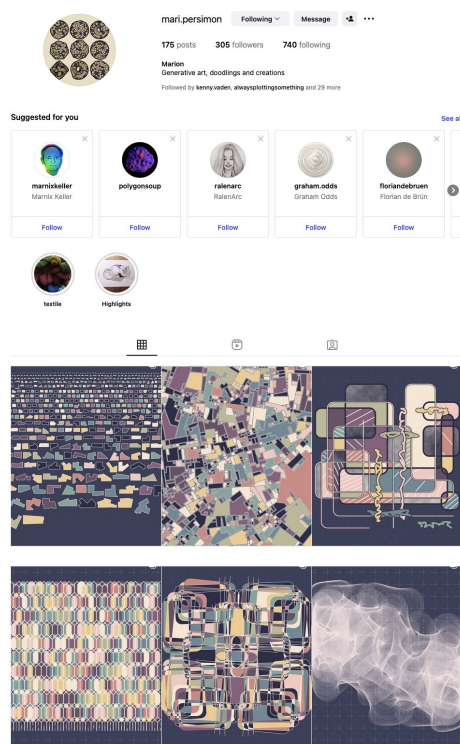 mari.persimon Following Message
175 posts 305 followers 740 following
Marion
Generative art, doodlings and creations
Followed by kenny.vaden, alwaysplottingsomething and 29 more
Suggested for you See al
marnixkeller polygonsoup ralenarc graham.odds floriandebruen
Marnix Keller RalenArc Graham Odds Florian de Brün
Follow Follow Follow Follow Follow
textile Highlights